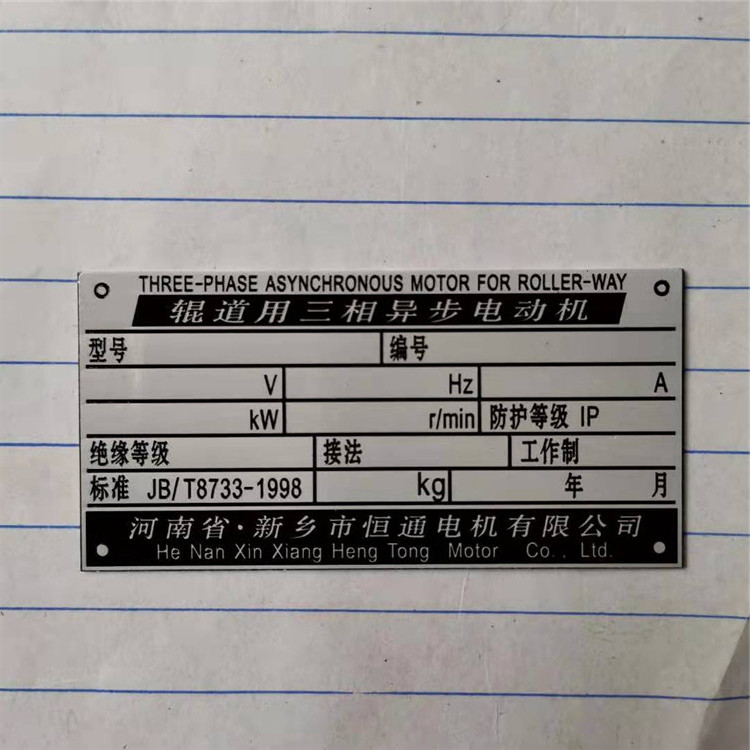 THREE-PHASE ASYNCHRONOUS MOTOR FOR ROLLER-WAY
辊道用三相异步电动机
型号 编号
V Hz A
kW r/min 防护等级 IP
绝缘等级 接法 工作制
标准 JB/T8733-1998 kg 年 月
河南省·新乡市恒通电机有限公司
He Nan Xin Xiang Heng Tong Motor Co., Ltd.